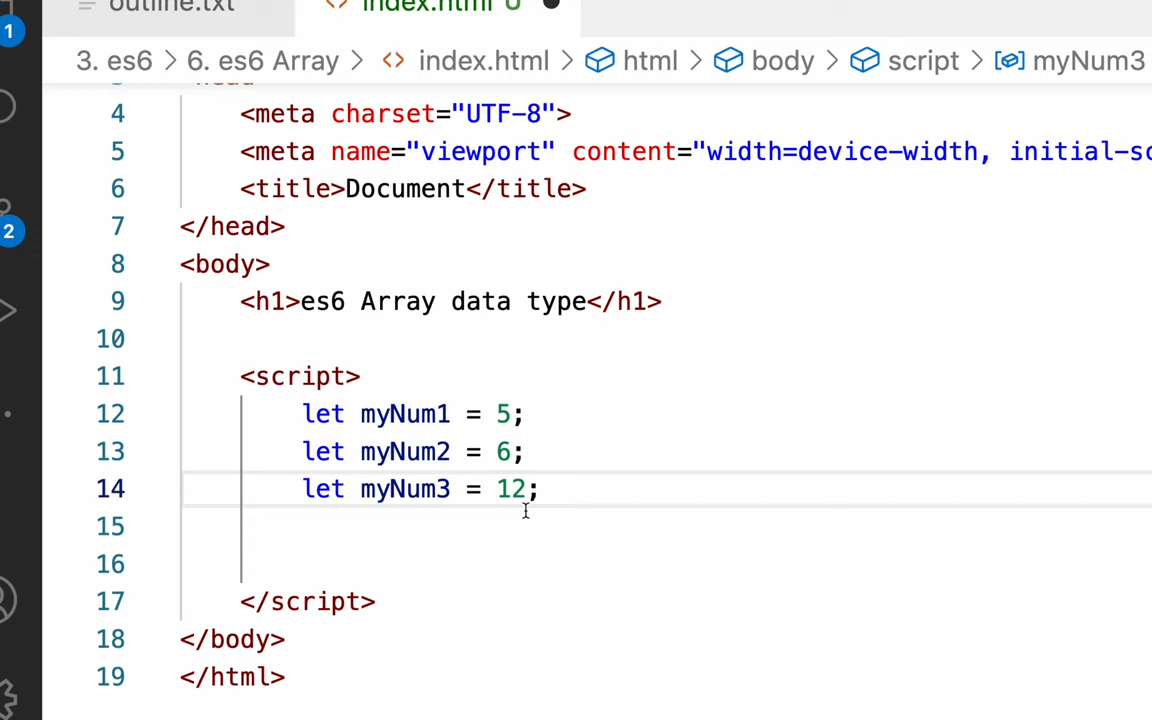 outline.txt index.html U
3. es6 > 6. es6 Array > <> index.html > html > body > script > myNum3
1
4 <meta charset="UTF-8">
5 <meta name="viewport" content="width=device-width, initial-sc
6 <title>Document</title>
2
7 </head>
8 <body>
9 <h1>es6 Array data type</h1>
10
11 <script>
12 let myNum1 = 5;
13 let myNum2 = 6;
14 let myNum3 = 12;
15
16
17 </script>
18 </body>
19 </html>